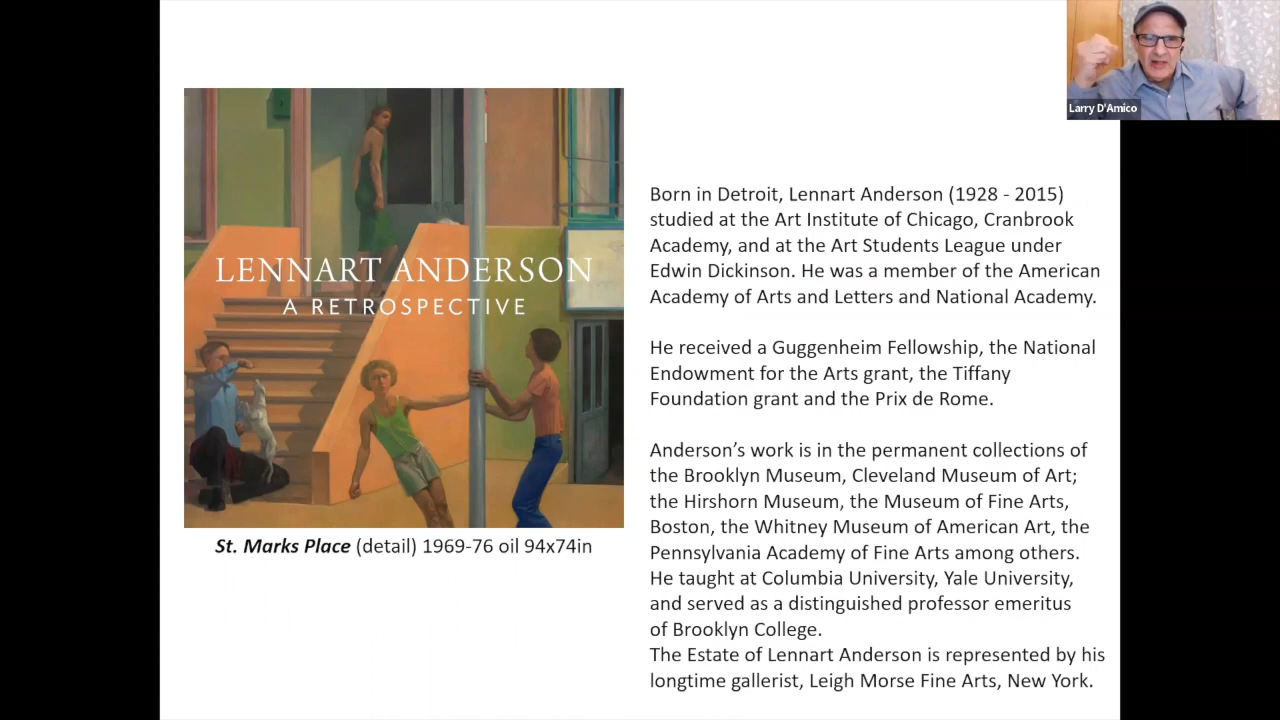 Larry D'Amico
LENNART ANDERSON
A RETROSPECTIVE
St. Marks Place (detail) 1969-76 oil 94x74in
Born in Detroit, Lennart Anderson (1928 - 2015)
studied at the Art Institute of Chicago, Cranbrook
Academy, and at the Art Students League under
Edwin Dickinson. He was a member of the American
Academy of Arts and Letters and National Academy.
He received a Guggenheim Fellowship, the National
Endowment for the Arts grant, the Tiffany
Foundation grant and the Prix de Rome.
Anderson’s work is in the permanent collections of
the Brooklyn Museum, Cleveland Museum of Art;
the Hirshorn Museum, the Museum of Fine Arts,
Boston, the Whitney Museum of American Art, the
Pennsylvania Academy of Fine Arts among others.
He taught at Columbia University, Yale University,
and served as a distinguished professor emeritus
of Brooklyn College.
The Estate of Lennart Anderson is represented by his
longtime gallerist, Leigh Morse Fine Arts, New York.